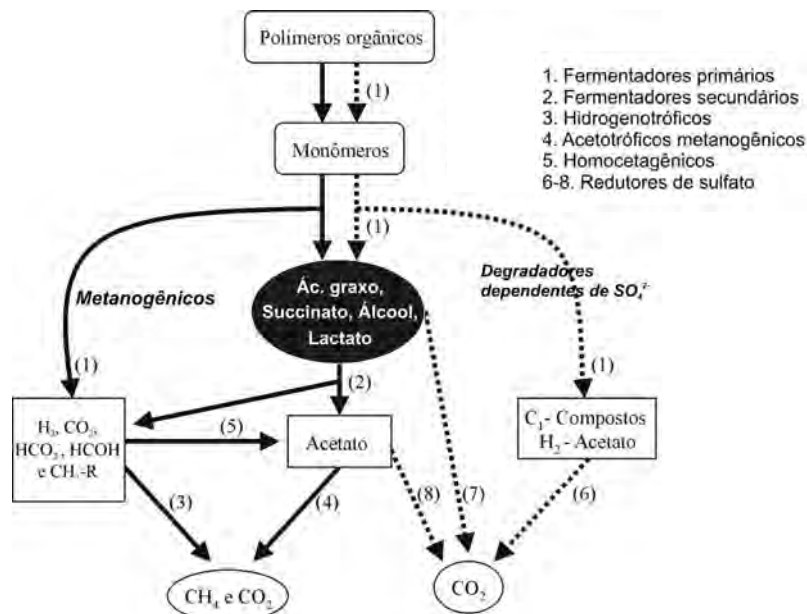 Polímeros orgânicos
(1)
Monômeros
(1)
1. Fermentadores primários
2. Fermentadores secundários
3. Hidrogenotróficos
4. Acetotróficos metanogênicos
5. Homocetagênicos
6-8. Redutores de sulfato
Metanogênicos
Ác. graxo,
Succinato, Álcool,
Lactato
Degradadores
dependentes de SO₄²⁻
(1)
(2)
(1)
H₂, CO₂,
HCO₂⁻, HCOH
e CH₃-R
(5)
Acetato
C₁- Compostos
H₂ - Acetato
(3)
(4)
(8)
(7)
(6)
CH₄ e CO₂
CO₂